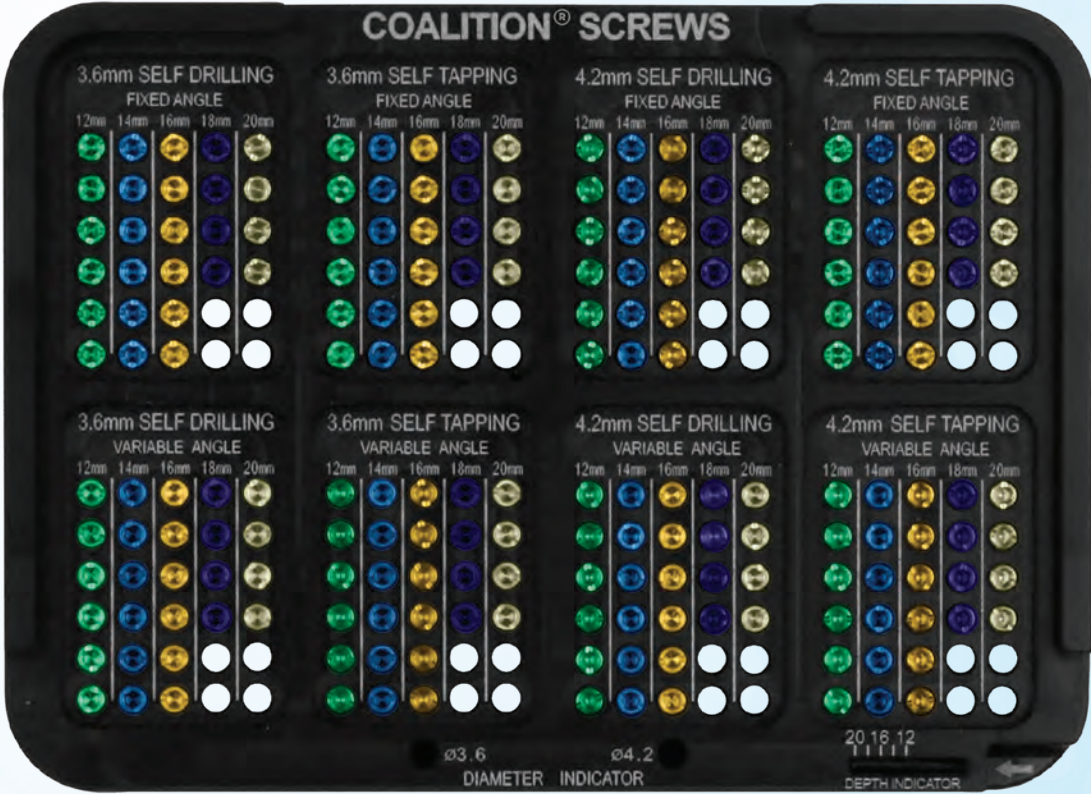 COALITION® SCREWS
3.6mm SELF DRILLING
FIXED ANGLE
12mm 14mm 16mm 18mm 20mm
3.6mm SELF TAPPING
FIXED ANGLE
12mm 14mm 16mm 18mm 20mm
4.2mm SELF DRILLING
FIXED ANGLE
12mm 14mm 16mm 18mm 20mm
4.2mm SELF TAPPING
FIXED ANGLE
12mm 14mm 16mm 18mm 20mm
3.6mm SELF DRILLING
VARIABLE ANGLE
12mm 14mm 16mm 18mm 20mm
3.6mm SELF TAPPING
VARIABLE ANGLE
12mm 14mm 16mm 18mm 20mm
4.2mm SELF DRILLING
VARIABLE ANGLE
12mm 14mm 16mm 18mm 20mm
4.2mm SELF TAPPING
VARIABLE ANGLE
12mm 14mm 16mm 18mm 20mm
ø3.6 ø4.2
DIAMETER INDICATOR
20 16 12
DEPTH INDICATOR